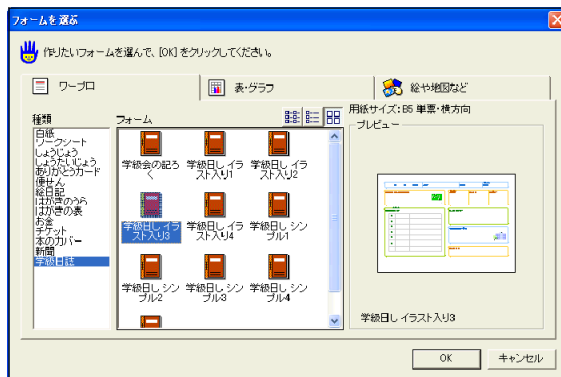 フォームを選ぶ
作りたいフォームを選んで、[OK]をクリックしてください。
ワープロ
表・グラフ
絵や地図など
種類
白紙
ワークシート
しょうじょう
しょうたいじょう
ありがとうカード
便せん
絵日記
はがきのうら
はがきの表
お金
チケット
本のカバー
新聞
学級日誌
フォーム
学級会の記ろ
く
学級日し イラ
スト入り1
学級日し イラ
スト入り2
学級日し イラ
スト入り3
学級日し イラ
スト入り4
学級日し シン
プル1
学級日し シン
プル2
学級日し シン
プル3
学級日し シン
プル4
用紙サイズ:B5 単票・横方向
プレビュー
学級日し イラスト入り3
OK
キャンセル